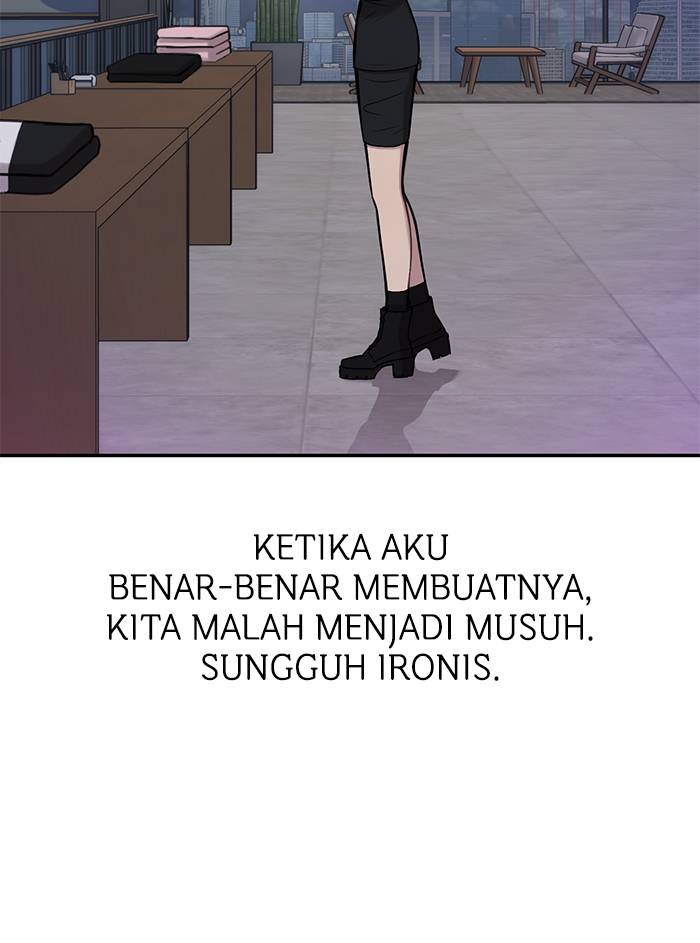 KETIKA AKU
BENAR-BENAR MEMBUATNYA,
KITA MALAH MENJADI MUSUH.
SUNGGUH IRONIS.